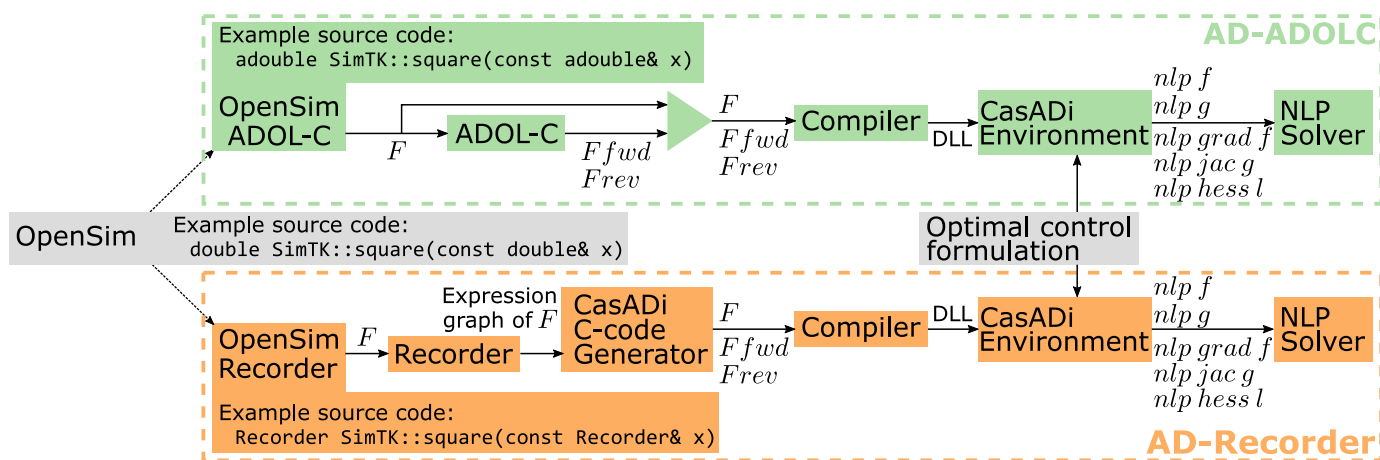 AD-ADOLC
Example source code:
adouble SimTK::square(const adouble& x)
OpenSim
ADOL-C
F
ADOL-C
F fwd
F rev
F
F fwd
F rev
Compiler
DLL
CasADi
Environment
nlp f
nlp g
nlp grad f
nlp jac g
nlp hess l
NLP
Solver
OpenSim
Example source code:
double SimTK::square(const double& x)
Optimal control
formulation
OpenSim
Recorder
F
Recorder
Expression
graph of F
CasADi
C-code
Generator
F
F fwd
F rev
Compiler
DLL
CasADi
Environment
nlp f
nlp g
nlp grad f
nlp jac g
nlp hess l
NLP
Solver
Example source code:
Recorder SimTK::square(const Recorder& x)
AD-Recorder